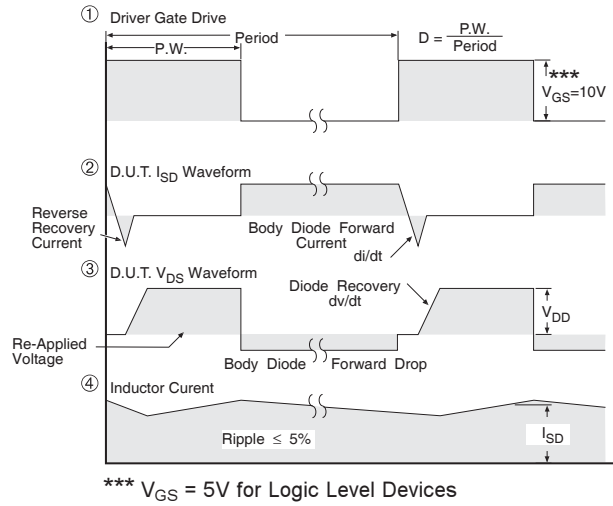 ① Driver Gate Drive
Period
P.W.
D = P.W.
Period
***
VGS=10V
② D.U.T. ISD Waveform
Reverse
Recovery
Current
Body Diode Forward
Current
di/dt
③ D.U.T. VDS Waveform
Diode Recovery
dv/dt
VDD
Re-Applied
Voltage
Body Diode Forward Drop
④ Inductor Curent
Ripple ≤ 5%
ISD
*** VGS = 5V for Logic Level Devices